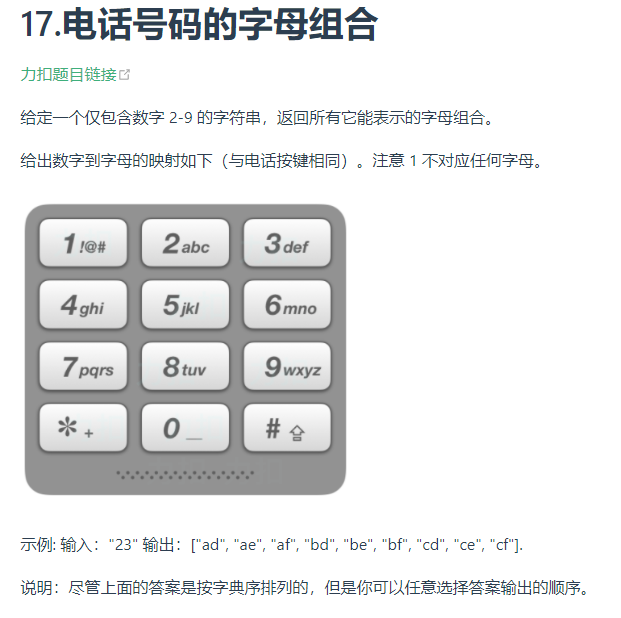 17.电话号码的字母组合
力扣题目链接
给定一个仅包含数字 2-9 的字符串，返回所有它能表示的字母组合。
给出数字到字母的映射如下（与电话按键相同）。注意 1 不对应任何字母。
1 !@# 2 abc 3 def
4 ghi 5 jkl 6 mno
7 pqrs 8 tuv 9 wxyz
* + 0 _ # ⇧
示例: 输入："23" 输出：["ad", "ae", "af", "bd", "be", "bf", "cd", "ce", "cf"].
说明：尽管上面的答案是按字典序排列的，但是你可以任意选择答案输出的顺序。